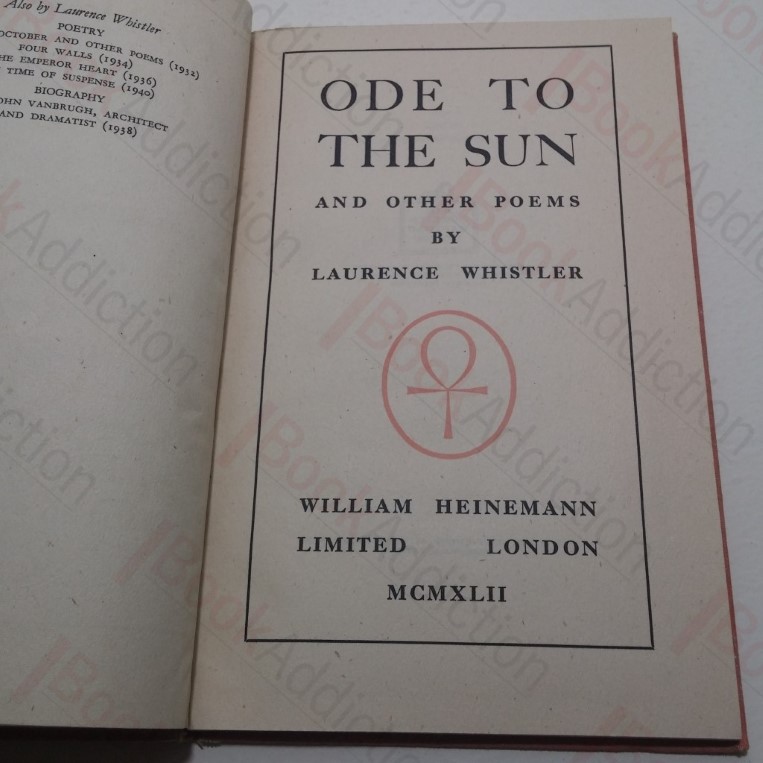 Also by Laurence Whistler
POETRY
OCTOBER AND OTHER POEMS (1932)
FOUR WALLS (1934)
THE EMPEROR HEART (1936)
TIME OF SUSPENSE (1940)
BIOGRAPHY
JOHN VANBRUGH, ARCHITECT
AND DRAMATIST (1938)
ODE TO
THE SUN
AND OTHER POEMS
BY
LAURENCE WHISTLER
WILLIAM HEINEMANN
LIMITED LONDON
MCMXLII
BookAddiction